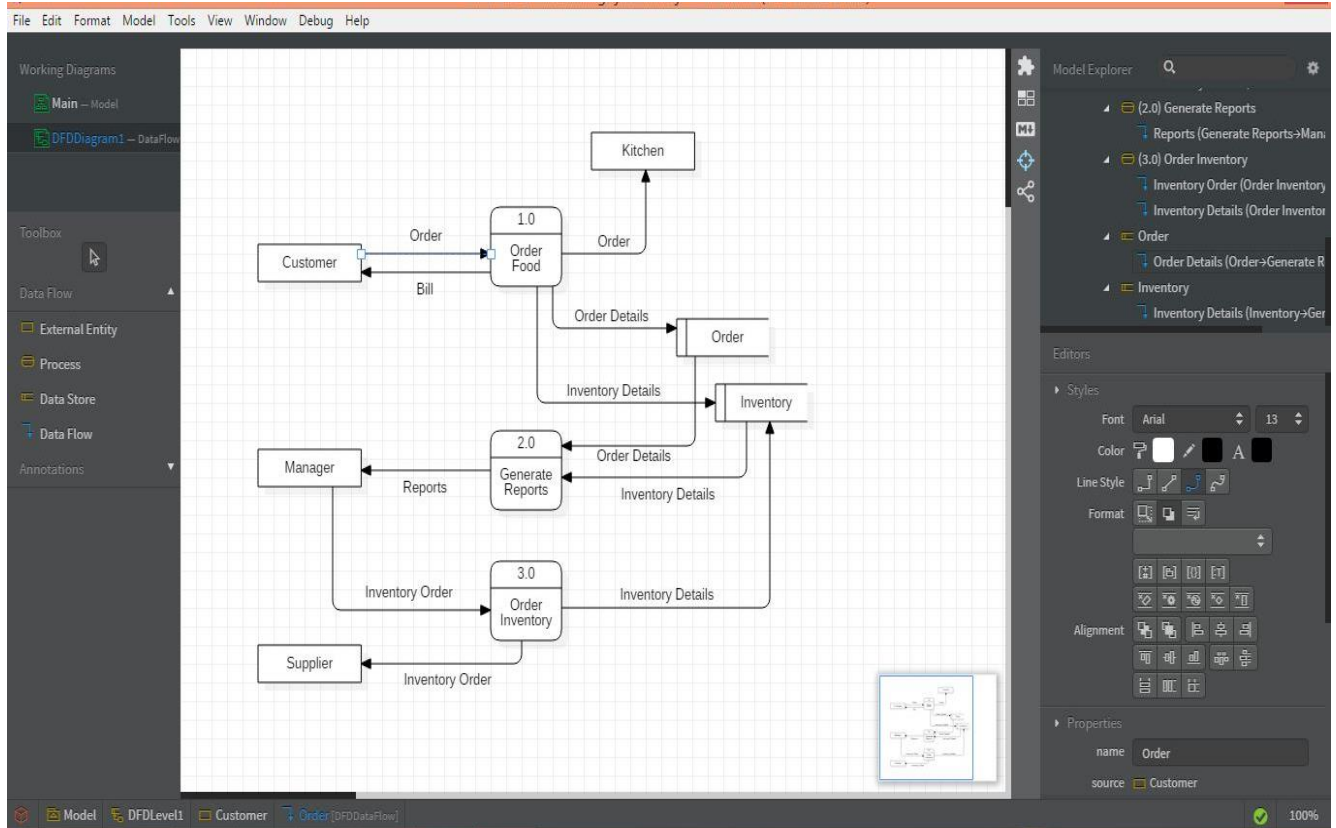 File Edit Format Model Tools View Window Debug Help
Working Diagrams
Main — Model
DFDDiagram1 — DataFlow
Toolbox
Data Flow
External Entity
Process
Data Store
Data Flow
Annotations
Kitchen
1.0
Order
Food
Order
Order
Customer
Bill
Order Details
Order
Inventory Details
Inventory
2.0
Generate
Reports
Order Details
Manager
Reports
Inventory Details
3.0
Order
Inventory
Inventory Order
Inventory Details
Supplier
Inventory Order
M
Model Explorer
(2.0) Generate Reports
Reports (Generate Reports→Mana
(3.0) Order Inventory
Inventory Order (Order Inventory
Inventory Details (Order Inventor
Order
Order Details (Order→Generate R
Inventory
Inventory Details (Inventory→Ger
Editors
Styles
Font Arial 13
Color A
Line Style
Format
Alignment
Properties
name Order
source Customer
Model DFDLevel1 Customer Order [DFDDataFlow] 100%